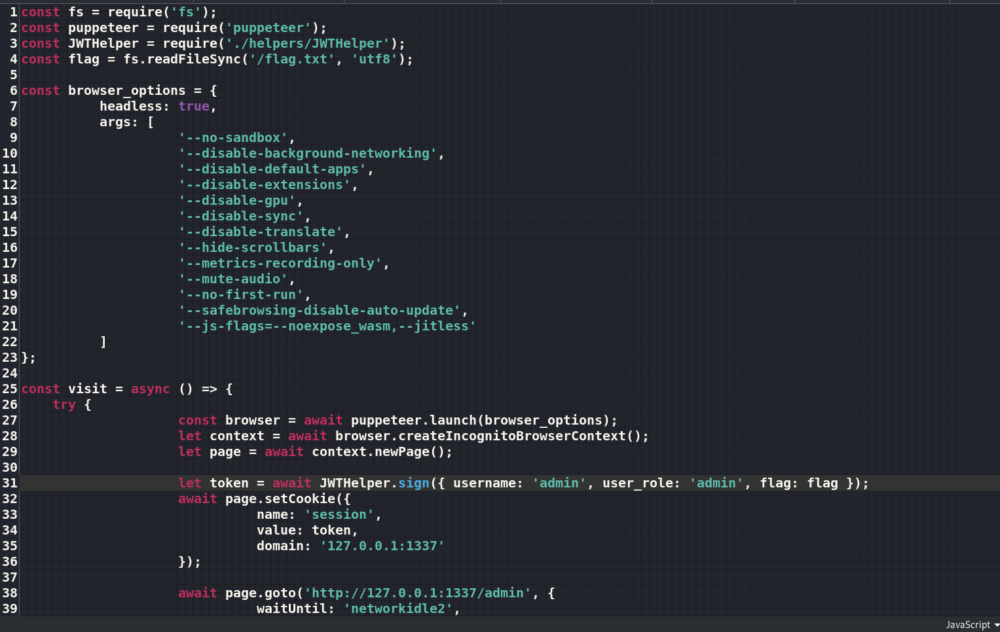 1 const fs = require('fs');
2 const puppeteer = require('puppeteer');
3 const JWTHelper = require('./helpers/JWTHelper');
4 const flag = fs.readFileSync('/flag.txt', 'utf8');
5
6 const browser_options = {
7 headless: true,
8 args: [
9 '--no-sandbox',
10 '--disable-background-networking',
11 '--disable-default-apps',
12 '--disable-extensions',
13 '--disable-gpu',
14 '--disable-sync',
15 '--disable-translate',
16 '--hide-scrollbars',
17 '--metrics-recording-only',
18 '--mute-audio',
19 '--no-first-run',
20 '--safebrowsing-disable-auto-update',
21 '--js-flags=--noexpose_wasm,--jitless'
22 ]
23 };
24
25 const visit = async () => {
26 try {
27 const browser = await puppeteer.launch(browser_options);
28 let context = await browser.createIncognitoBrowserContext();
29 let page = await context.newPage();
30
31 let token = await JWTHelper.sign({ username: 'admin', user_role: 'admin', flag: flag });
32 await page.setCookie({
33 name: 'session',
34 value: token,
35 domain: '127.0.0.1:1337'
36 });
37
38 await page.goto('http://127.0.0.1:1337/admin', {
39 waitUntil: 'networkidle2',
JavaScript